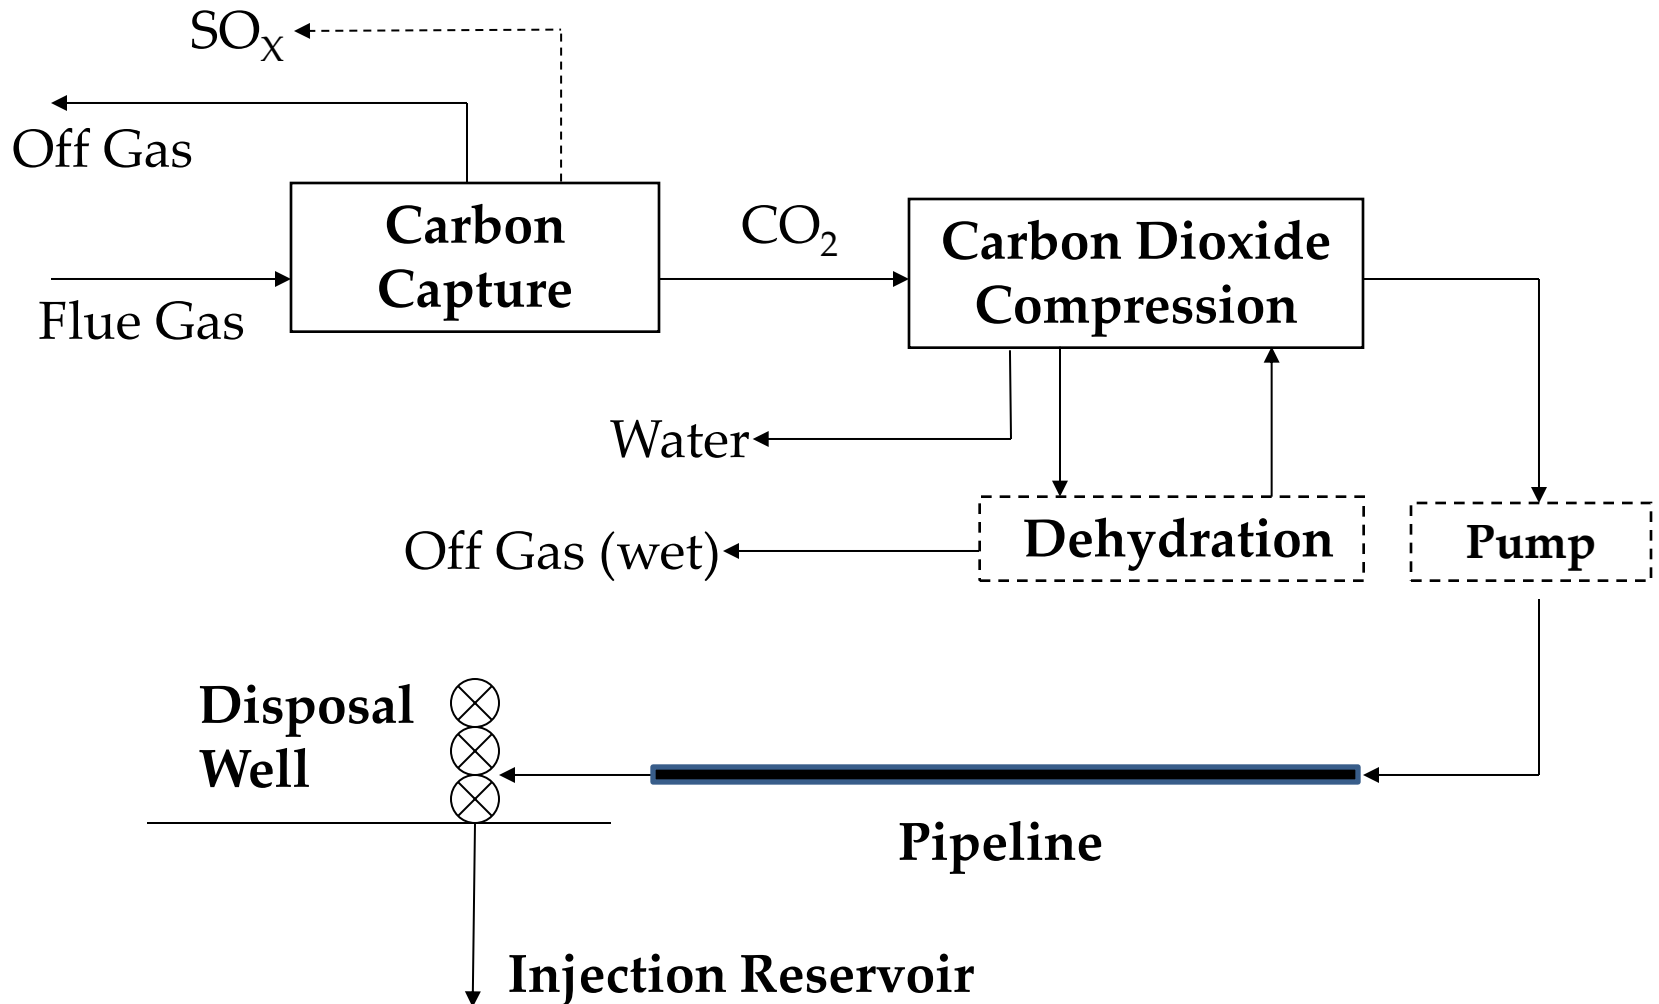 SOX
Off Gas
Flue Gas
Carbon
Capture
CO2
Carbon Dioxide
Compression
Water
Off Gas (wet)
Dehydration
Pump
Disposal
Well
Pipeline
Injection Reservoir